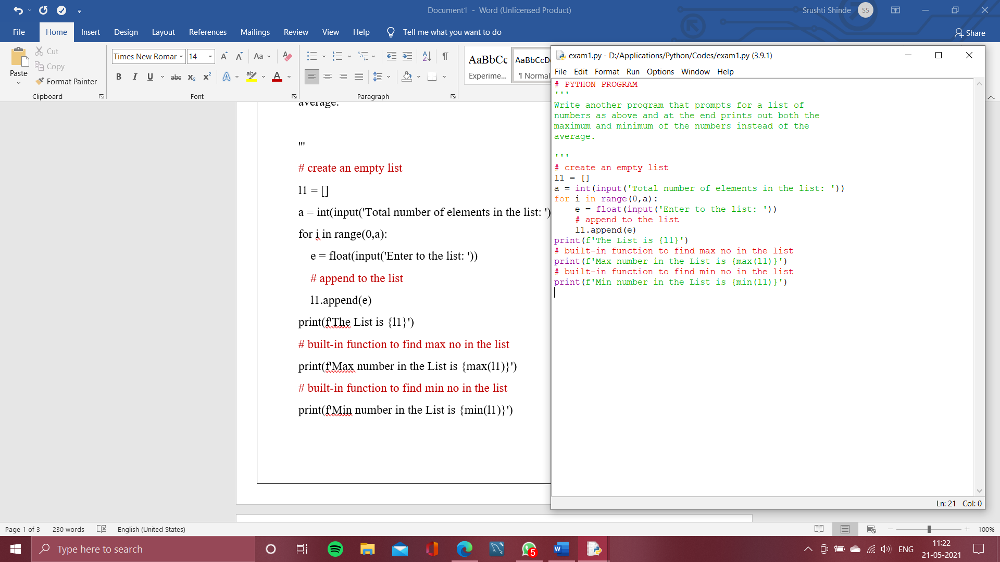 Document1 - Word (Unlicensed Product)
Srushti Shinde
SS
File Home Insert Design Layout References Mailings Review View Help Tell me what you want to do
Share
Paste
Cut
Copy
Format Painter
Clipboard
Times New Romar 14
Font
Paragraph
AaBbCc
Experime...
AaBbCcD
¶ Normal
average.
'''
# create an empty list
l1 = []
a = int(input('Total number of elements in the list: ')
for i in range(0,a):
e = float(input('Enter to the list: '))
# append to the list
l1.append(e)
print(f'The List is {l1}')
# built-in function to find max no in the list
print(f'Max number in the List is {max(l1)}')
# built-in function to find min no in the list
print(f'Min number in the List is {min(l1)}')
exam1.py - D:/Applications/Python/Codes/exam1.py (3.9.1)
File Edit Format Run Options Window Help
# PYTHON PROGRAM
'''
Write another program that prompts for a list of
numbers as above and at the end prints out both the
maximum and minimum of the numbers instead of the
average.
'''
# create an empty list
l1 = []
a = int(input('Total number of elements in the list: '))
for i in range(0,a):
    e = float(input('Enter to the list: '))
    # append to the list
    l1.append(e)
print(f'The List is {l1}')
# built-in function to find max no in the list
print(f'Max number in the List is {max(l1)}')
# built-in function to find min no in the list
print(f'Min number in the List is {min(l1)}')
Ln: 21 Col: 0
Page 1 of 3 230 words English (United States)
100%
Type here to search
5
ENG
11:22
21-05-2021